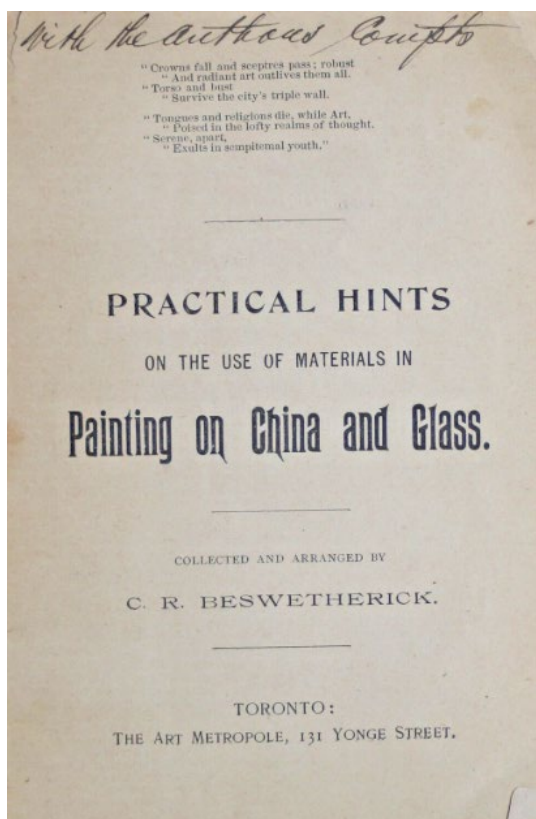 With the authors Compts
" Crowns fall and sceptres pass; robust
" And radiant art outlives them all.
" Torso and bust
" Survive the city's triple wall.
" Tongues and religions die, while Art,
" Poised in the lofty realms of thought.
" Serene, apart,
" Exults in sempitemal youth."
PRACTICAL HINTS
ON THE USE OF MATERIALS IN
Painting on China and Glass.
COLLECTED AND ARRANGED BY
C. R. BESWETHERICK.
TORONTO:
THE ART METROPOLE, 131 YONGE STREET.